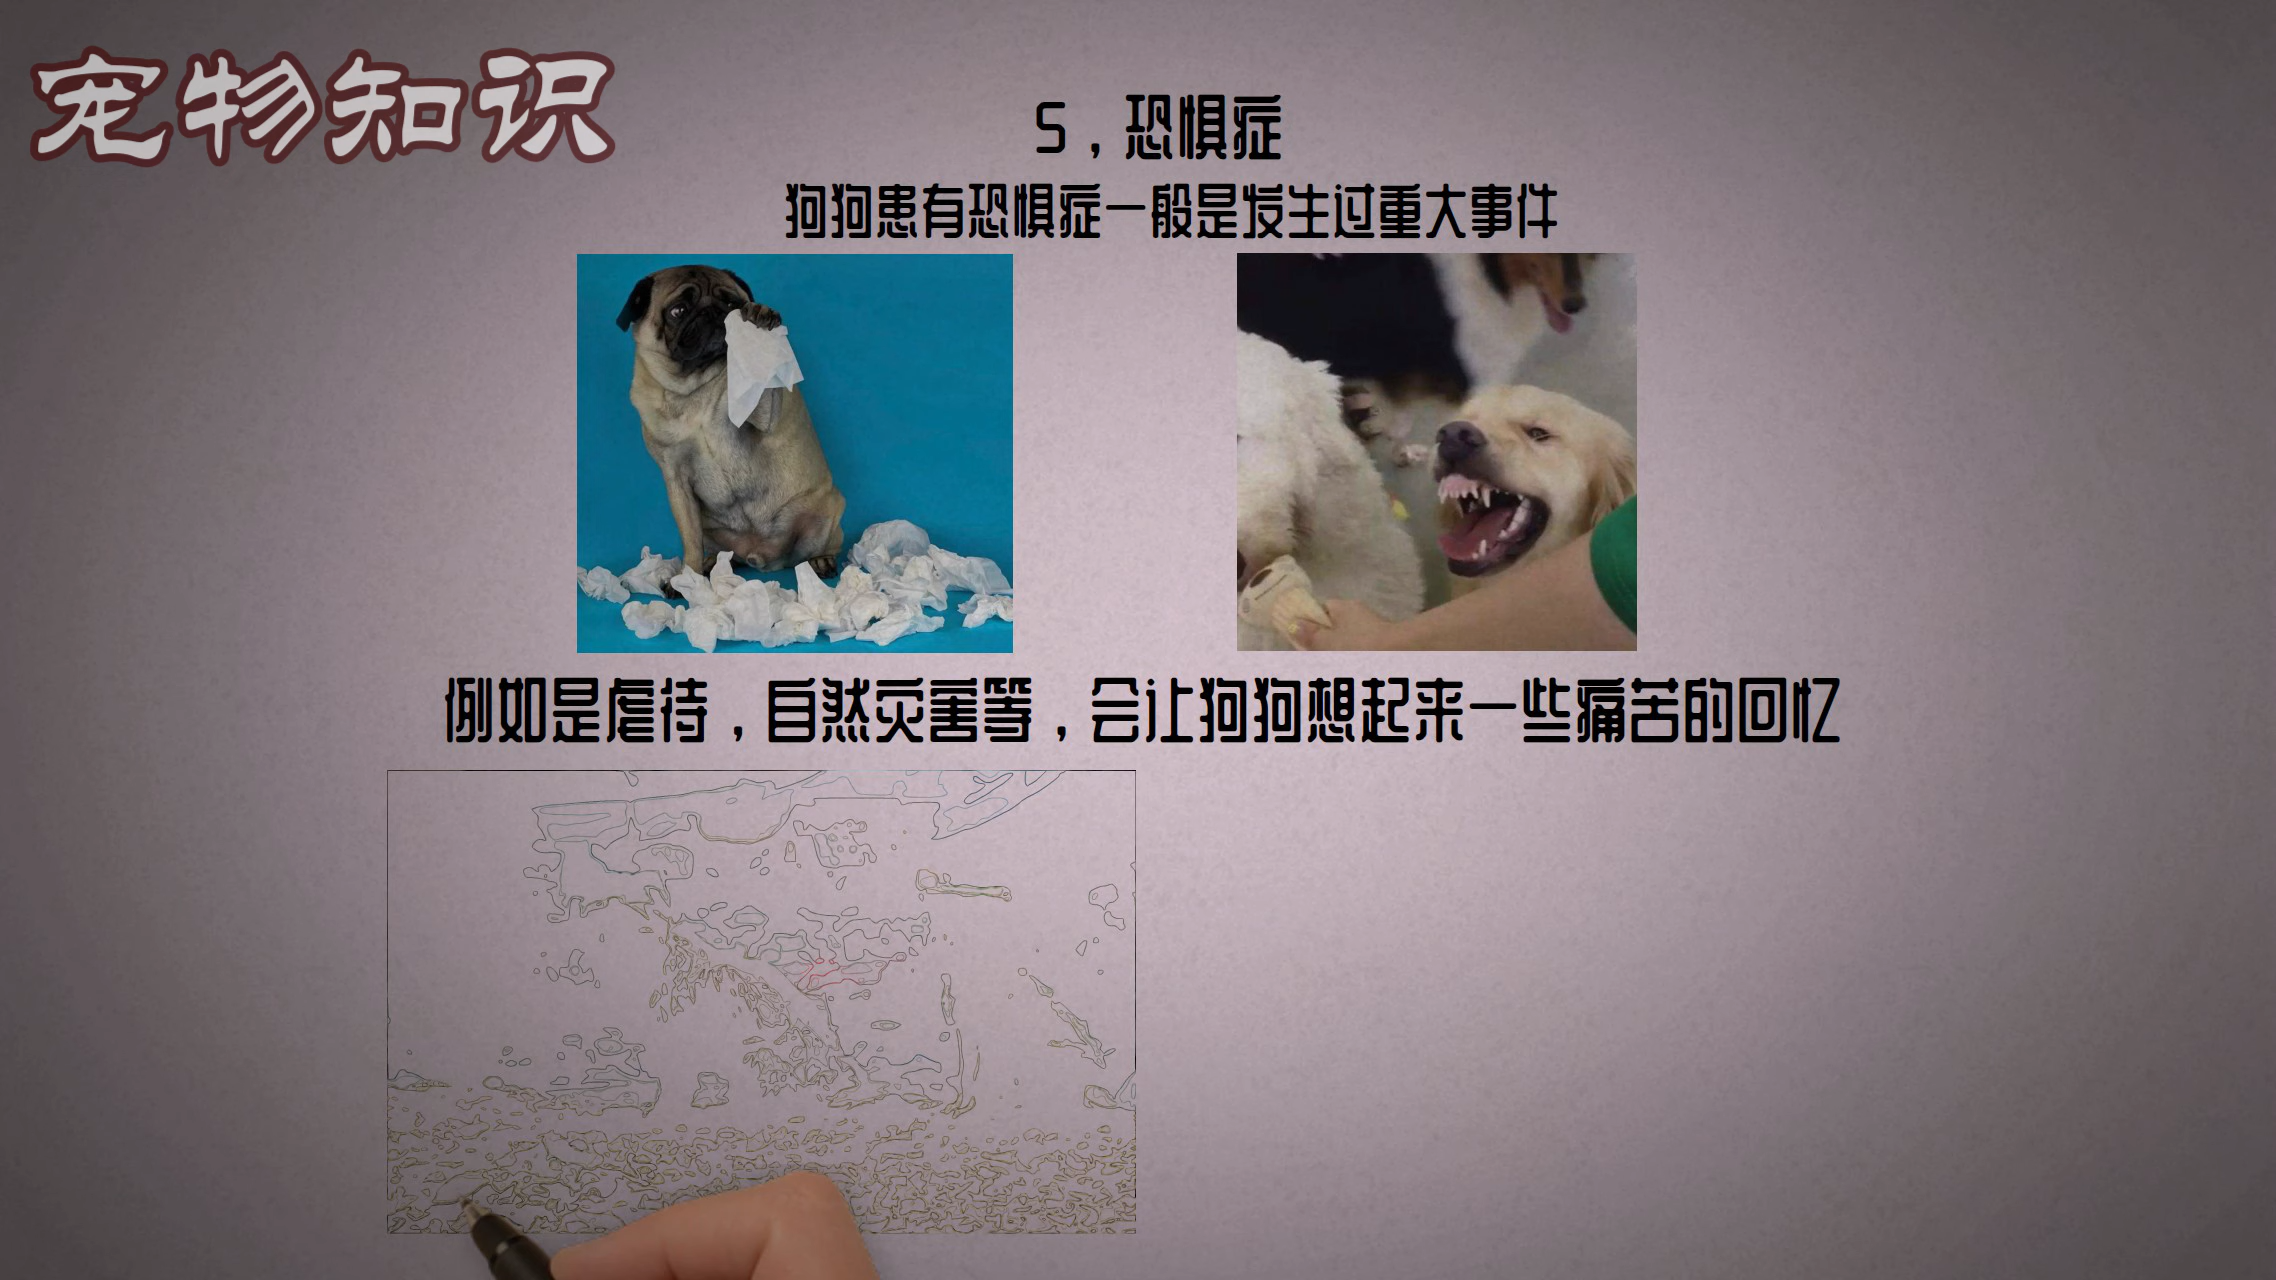 宠物知识
5，恐惧症
狗狗患有恐惧症一般是发生过重大事件
例如是虐待，自然灾害等，会让狗狗想起来一些痛苦的回忆